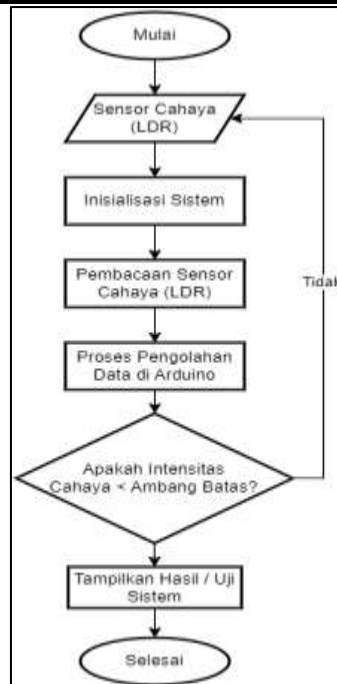 Mulai
Sensor Cahaya
(LDR)
Inisialisasi Sistem
Pembacaan Sensor
Cahaya (LDR)
Tidak
Proses Pengolahan
Data di Arduino
Apakah Intensitas
Cahaya < Ambang Batas?
Tampilkan Hasil / Uji
Sistem
Selesai